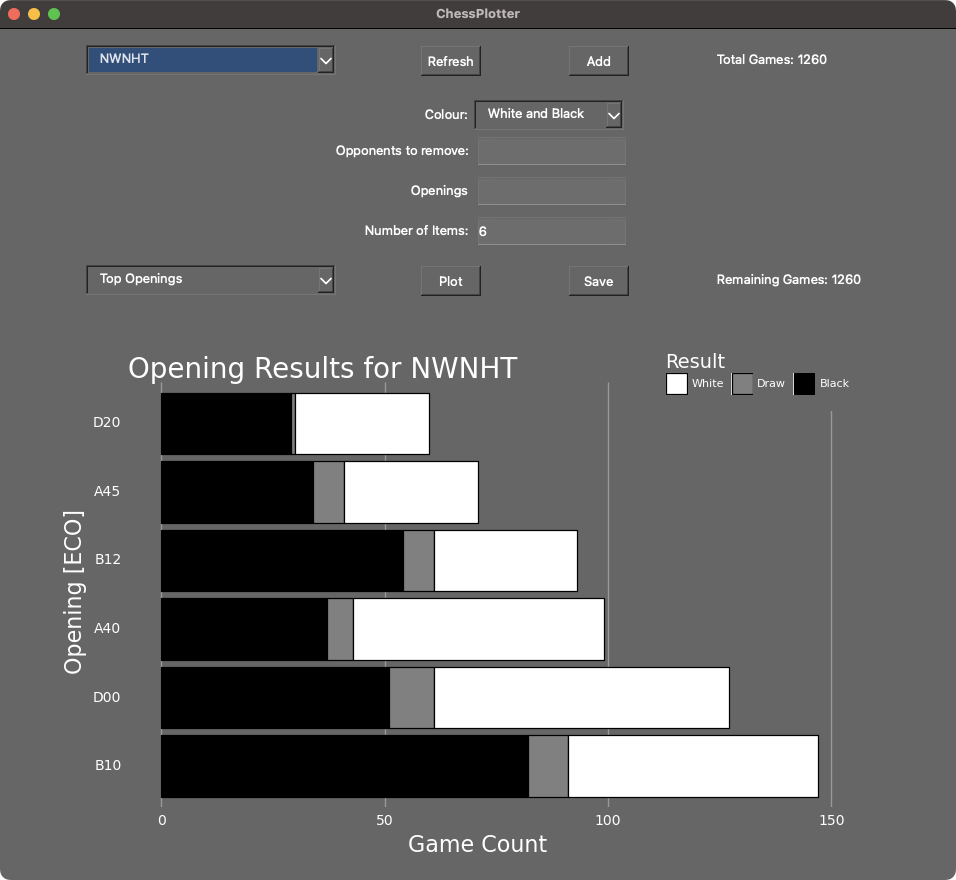 ChessPlotter
NWNHT Refresh Add Total Games: 1260
Colour: White and Black
Opponents to remove:
Openings
Number of Items: 6
Top Openings Plot Save Remaining Games: 1260
Opening Results for NWNHT
Result
White Draw Black
Opening [ECO]
D20
A45
B12
A40
D00
B10
0 50 100 150
Game Count